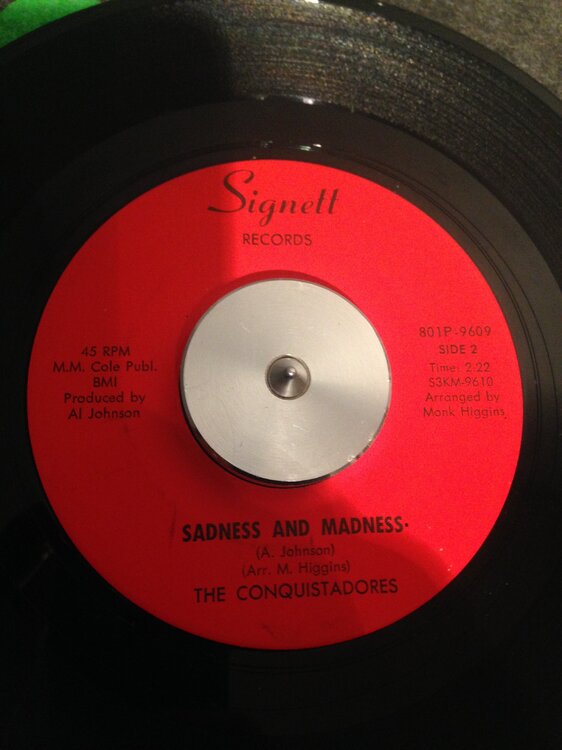 Signett
RECORDS
45 RPM
M.M. Cole Publ.
BMI
Produced by
Al Johnson
801P-9609
SIDE 2
Time: 2:22
S3KM-9610
Arranged by
Monk Higgins
SADNESS AND MADNESS
(A. Johnson)
(Arr. M. Higgins)
THE CONQUISTADORES